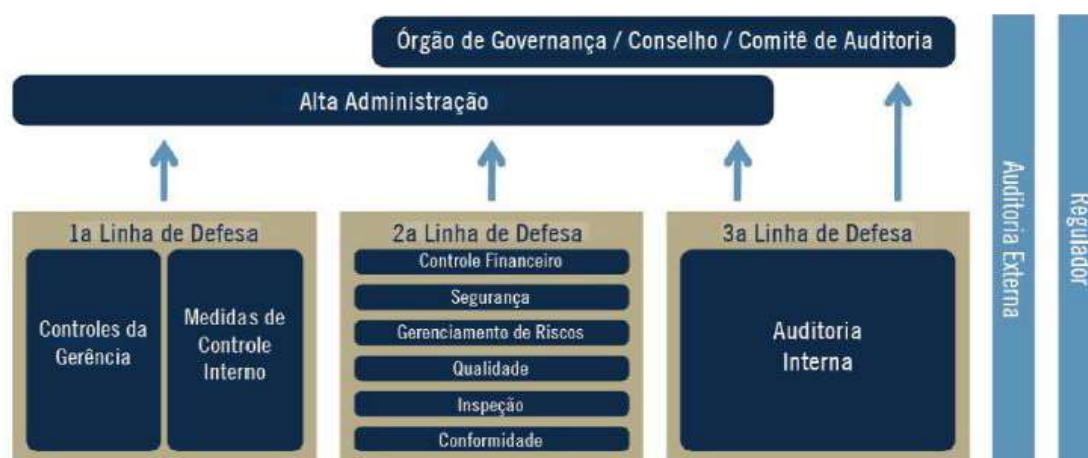 Órgão de Governança / Conselho / Comitê de Auditoria
Alta Administração
1a Linha de Defesa
Controles da
Gerência
Medidas de
Controle
Interno
2a Linha de Defesa
Controle Financeiro
Segurança
Gerenciamento de Riscos
Qualidade
Inspeção
Conformidade
3a Linha de Defesa
Auditoria
Interna
Auditoria Externa
Regulador